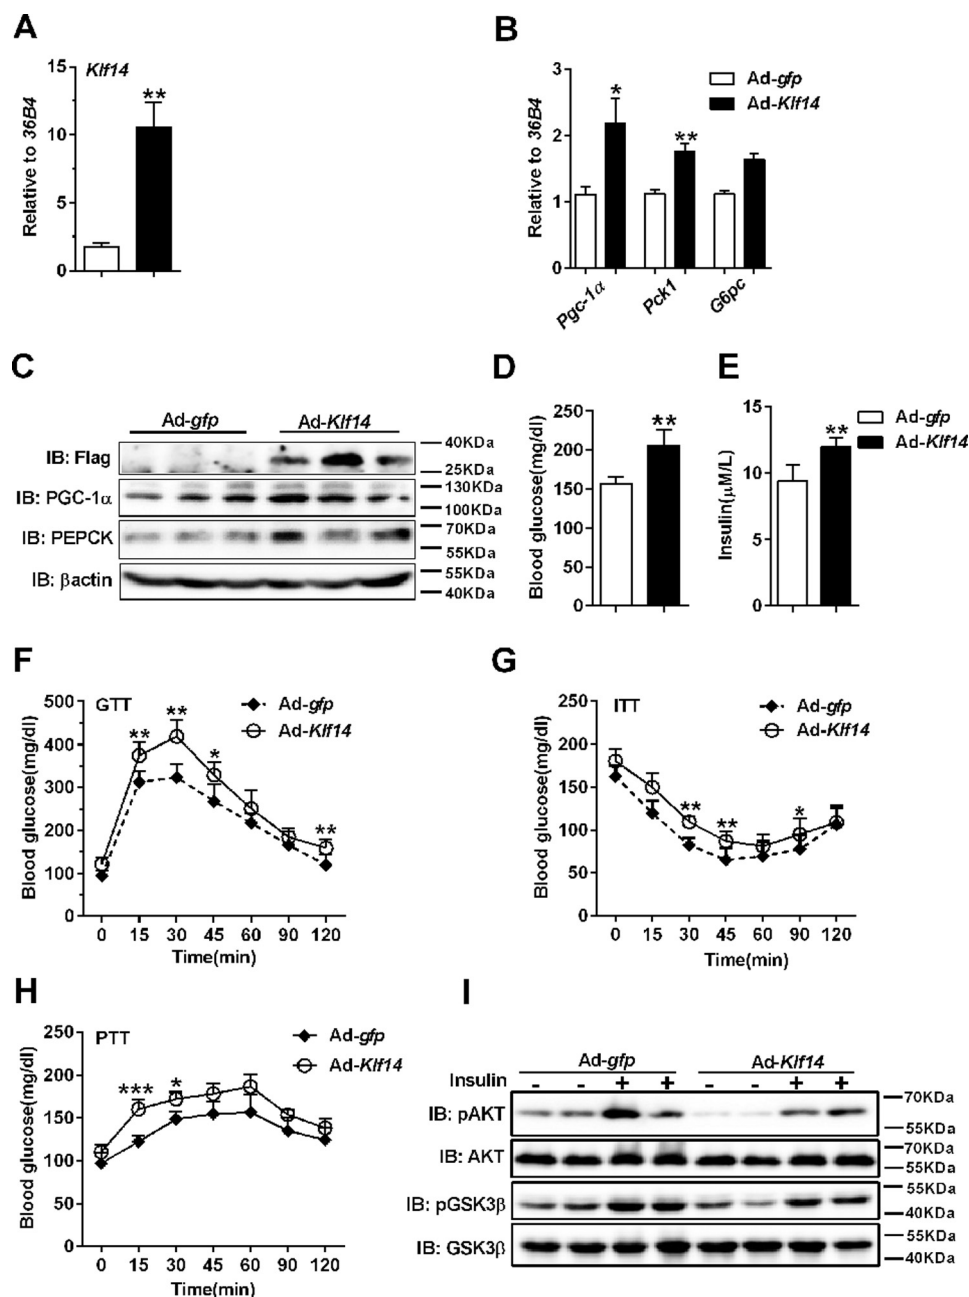 A
Klf14
Relative to 36B4
15
10
5
0
**
B
Relative to 36B4
3
2
1
0
*
**
Ad-gfp
Ad-Klf14
Pgc-1α
Pck1
G6pc
C
Ad-gfp
Ad-Klf14
IB: Flag
40KDa
25KDa
IB: PGC-1α
130KDa
100KDa
IB: PEPCK
70KDa
55KDa
IB: βactin
55KDa
40KDa
D
Blood glucose(mg/dl)
250
200
150
100
50
0
**
E
Insulin(μM/L)
15
10
5
0
**
Ad-gfp
Ad-Klf14
F
GTT
Blood glucose(mg/dl)
500
400
300
200
100
0
**
**
*
**
Ad-gfp
Ad-Klf14
0 15 30 45 60 90 120
Time(min)
G
ITT
Blood glucose(mg/dl)
250
200
150
100
50
0
**
**
*
Ad-gfp
Ad-Klf14
0 15 30 45 60 90 120
Time(min)
H
PTT
Blood glucose(mg/dl)
250
200
150
100
50
0
***
*
Ad-gfp
Ad-Klf14
0 15 30 45 60 90 120
Time(min)
I
Ad-gfp
Ad-Klf14
Insulin - - + + - - + +
IB: pAKT
70KDa
55KDa
IB: AKT
70KDa
55KDa
IB: pGSK3β
55KDa
40KDa
IB: GSK3β
55KDa
40KDa